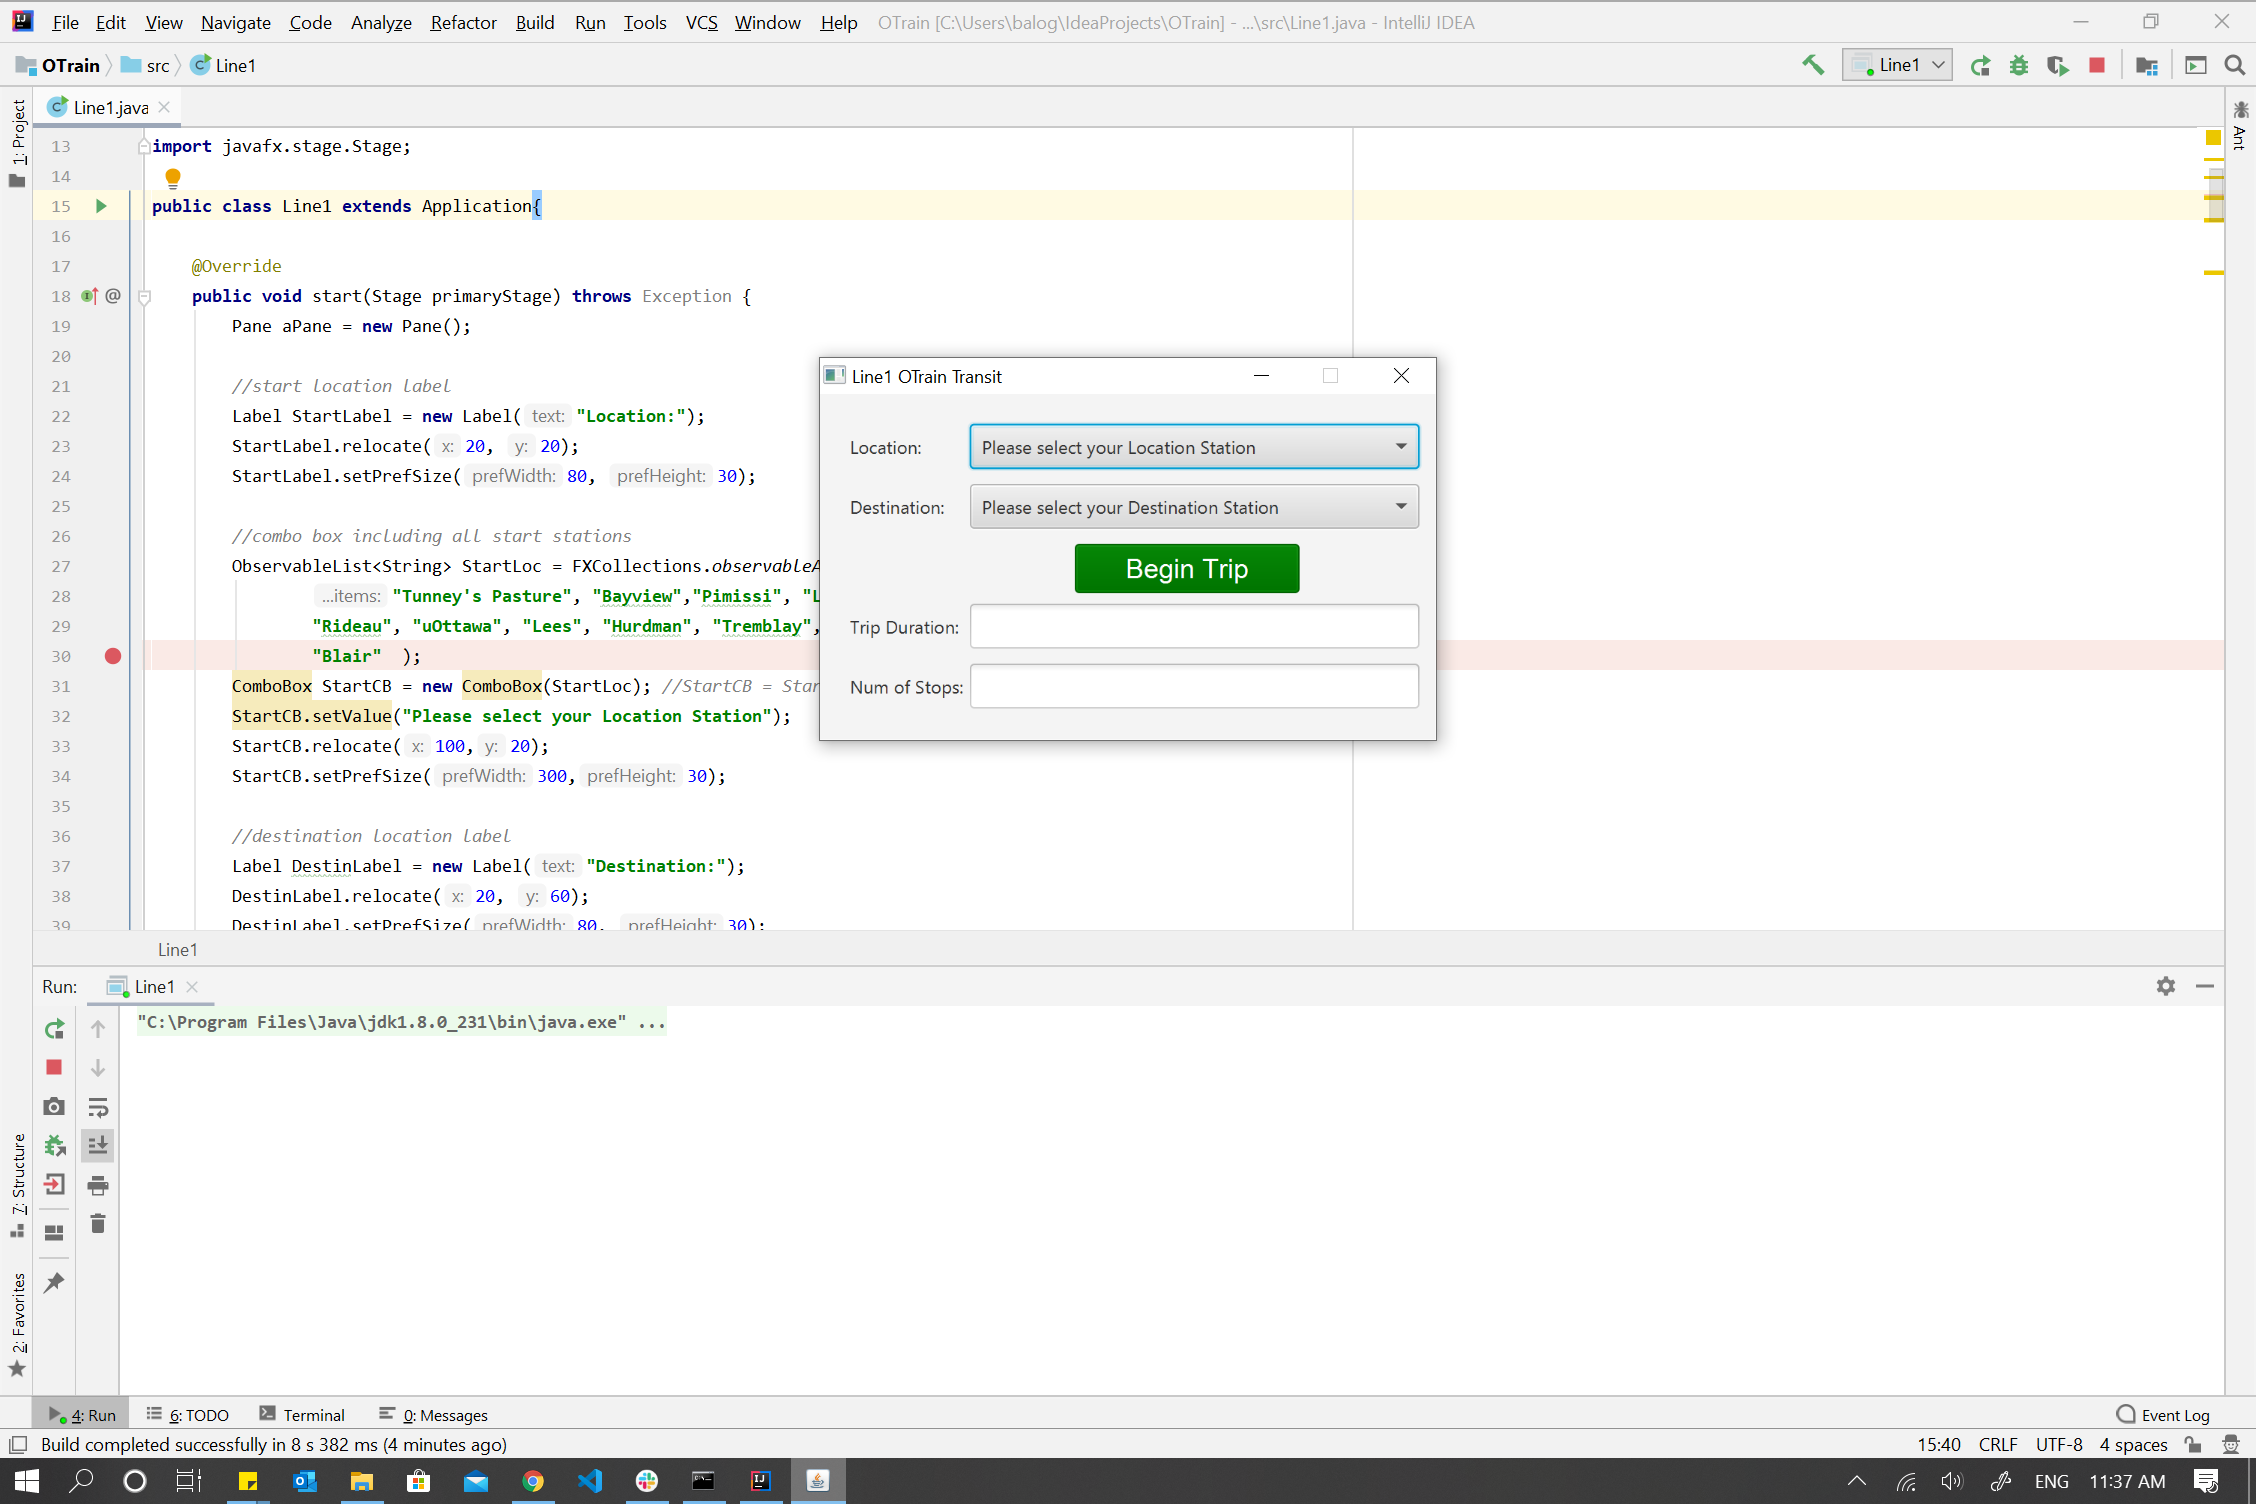 File Edit View Navigate Code Analyze Refactor Build Run Tools VCS Window Help OTrain [C:\Users\balog\IdeaProjects\OTrain] - ...\src\Line1.java - IntelliJ IDEA
OTrain src Line1
Line1
Line1.java
1: Project
Ant
13 import javafx.stage.Stage;
14
15 public class Line1 extends Application{
16
17 @Override
18 @ public void start(Stage primaryStage) throws Exception {
19 Pane aPane = new Pane();
20
21 //start location label
22 Label StartLabel = new Label( text: "Location:");
23 StartLabel.relocate( x: 20, y: 20);
24 StartLabel.setPrefSize( prefWidth: 80, prefHeight: 30);
25
26 //combo box including all start stations
27 ObservableList<String> StartLoc = FXCollections.observableA
28 ...items: "Tunney's Pasture", "Bayview","Pimissi", "L
29 "Rideau", "uOttawa", "Lees", "Hurdman", "Tremblay",
30 "Blair" );
31 ComboBox StartCB = new ComboBox(StartLoc); //StartCB = Star
32 StartCB.setValue("Please select your Location Station");
33 StartCB.relocate( x: 100, y: 20);
34 StartCB.setPrefSize( prefWidth: 300, prefHeight: 30);
35
36 //destination location label
37 Label DestinLabel = new Label( text: "Destination:");
38 DestinLabel.relocate( x: 20, y: 60);
39 DestinLabel.setPrefSize( prefWidth: 80, prefHeight: 30);
Line1 OTrain Transit
Location: Please select your Location Station
Destination: Please select your Destination Station
Begin Trip
Trip Duration:
Num of Stops:
Line1
Run: Line1
"C:\Program Files\Java\jdk1.8.0_231\bin\java.exe" ...
7: Structure
2: Favorites
4: Run 6: TODO Terminal 0: Messages Event Log
Build completed successfully in 8 s 382 ms (4 minutes ago) 15:40 CRLF UTF-8 4 spaces
ENG 11:37 AM